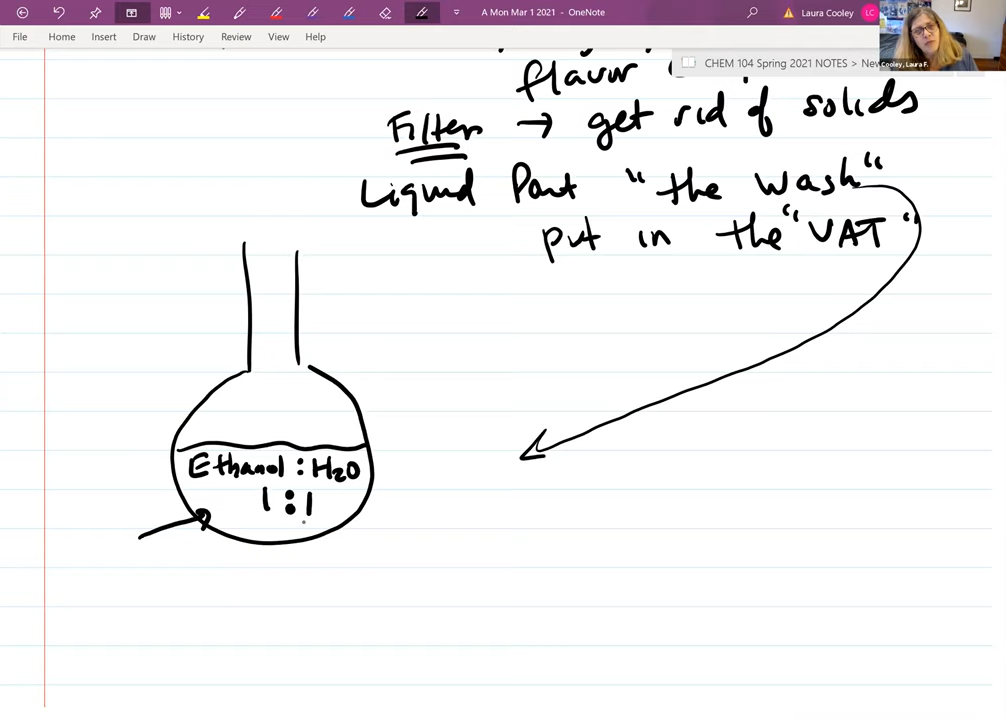 A Mon Mar 1 2021 - OneNote
Laura Cooley
LC
File Home Insert Draw History Review View Help
CHEM 104 Spring 2021 NOTES > New
Cooley, Laura F.
flavor
Filter → get rid of solids
Liquid Part "the wash"
put in the "VAT"
Ethanol : H2O
1 : 1